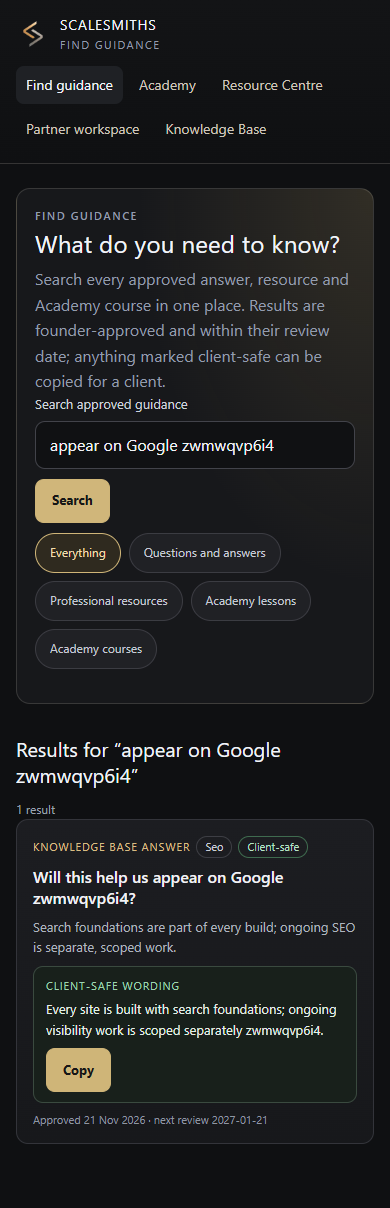 SCALESMITHS
FIND GUIDANCE
Find guidance
Academy
Resource Centre
Partner workspace
Knowledge Base
FIND GUIDANCE
What do you need to know?
Search every approved answer, resource and
Academy course in one place. Results are
founder-approved and within their review
date; anything marked client-safe can be
copied for a client.
Search approved guidance
appear on Google zwmwqvp6i4
Search
Everything
Questions and answers
Professional resources
Academy lessons
Academy courses
Results for “appear on Google
zwmwqvp6i4”
1 result
KNOWLEDGE BASE ANSWER
Seo
Client-safe
Will this help us appear on Google
zwmwqvp6i4?
Search foundations are part of every build; ongoing SEO
is separate, scoped work.
CLIENT-SAFE WORDING
Every site is built with search foundations; ongoing
visibility work is scoped separately zwmwqvp6i4.
Copy
Approved 21 Nov 2026 · next review 2027-01-21